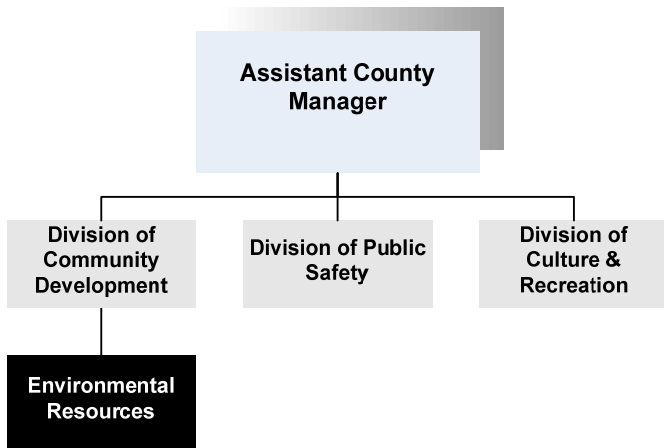 Assistant County
Manager
Division of
Community
Development
Division of Public
Safety
Division of
Culture &
Recreation
Environmental
Resources